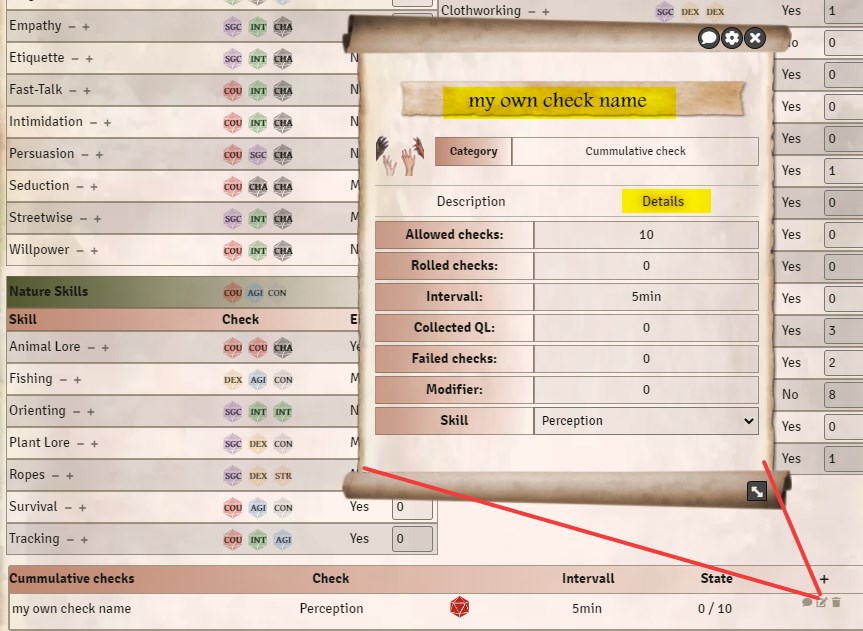 Empathy – + SGC INT CHA
Etiquette – + SGC INT CHA
Fast-Talk – + COU INT CHA
Intimidation – + COU INT CHA
Persuasion – + COU SGC CHA
Seduction – + COU CHA CHA
Streetwise – + SGC INT CHA
Willpower – + COU INT CHA
Nature Skills COU AGI CON
Skill Check
Animal Lore – + COU COU CHA
Fishing – + DEX AGI CON
Orienting – + SGC INT INT
Plant Lore – + SGC DEX CON
Ropes – + SGC DEX STR
Survival – + COU AGI CON Yes 0
Tracking – + COU INT AGI Yes 0
Clothworking – + SGC DEX DEX Yes 1
0
Yes 0
Yes 0
Yes 0
Yes 1
Yes 0
Yes 0
Yes 0
Yes 0
Yes 3
Yes 2
No 8
Yes 0
Yes 1
my own check name
Category Cummulative check
Description Details
Allowed checks: 10
Rolled checks: 0
Intervall: 5min
Collected QL: 0
Failed checks: 0
Modifier: 0
Skill Perception
Cummulative checks Check Intervall State +
my own check name Perception 5min 0 / 10